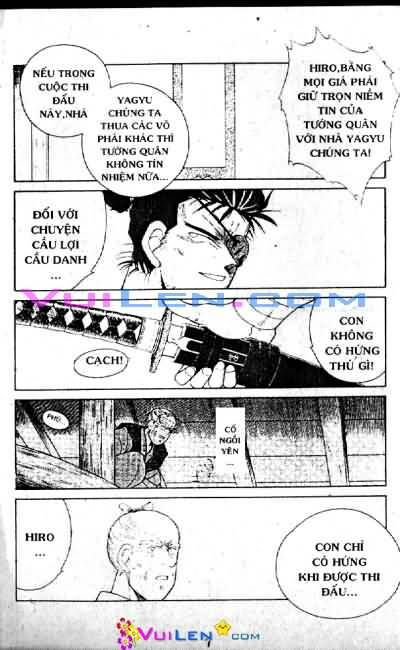 HIRO,BẰNG
MỌI GIÁ PHẢI
GIỮ TRỌN NIỀM
TIN CỦA
TƯỚNG QUÂN
VỚI NHÀ YAGYU
CHÚNG TA!
NẾU TRONG
CUỘC THI
ĐẤU
NÀY,NHÀ
YAGYU
CHÚNG TA
THUA CÁC VÕ
PHÁI KHÁC THÌ
TƯỚNG QUÂN
KHÔNG TÍN
NHIỆM NỮA...
ĐỐI VỚI
CHUYỆN
CẦU LỢI
CẦU DANH
...
VUILEN.COM
CON
KHÔNG
CÓ HỨNG
THÚ GÌ!
CẠCH!
PHÙ
CỐ
NGỒI
YÊN
...
HIRO
...
CON CHỈ
CÓ HỨNG
KHI ĐƯỢC THI
ĐẤU...
VUILEN
.COM